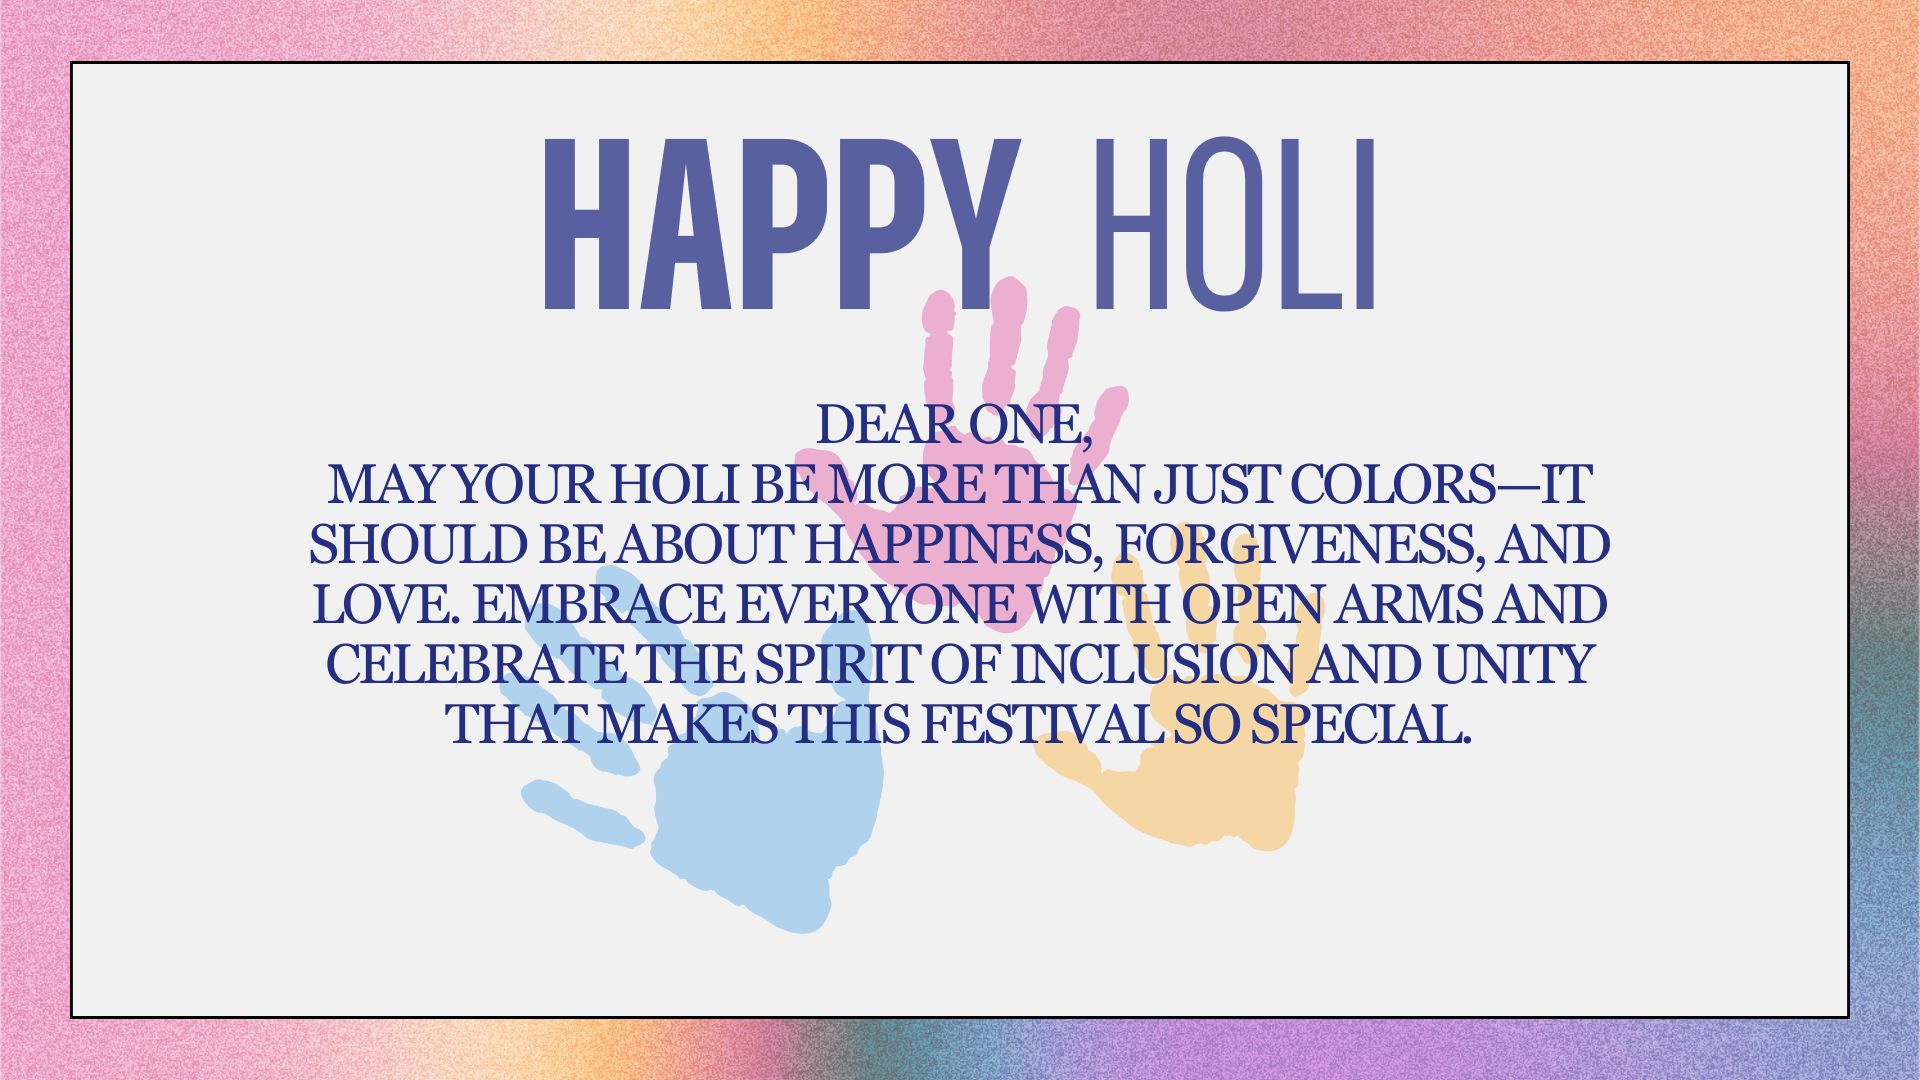 HAPPY HOLI
DEAR ONE,
MAY YOUR HOLI BE MORE THAN JUST COLORS—IT
SHOULD BE ABOUT HAPPINESS, FORGIVENESS, AND
LOVE. EMBRACE EVERYONE WITH OPEN ARMS AND
CELEBRATE THE SPIRIT OF INCLUSION AND UNITY
THAT MAKES THIS FESTIVAL SO SPECIAL.